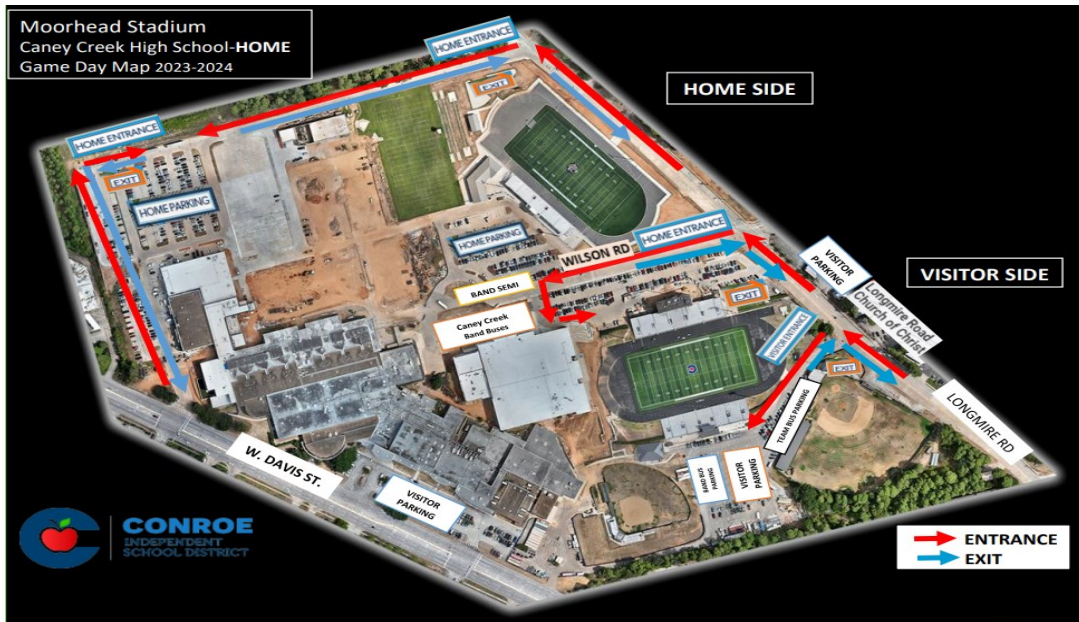 Moorhead Stadium
Caney Creek High School-HOME
Game Day Map 2023-2024
HOME ENTRANCE
EXIT
HOME SIDE
HOME ENTRANCE
EXIT
HOME PARKING
HOME PARKING
WILSON RD
HOME ENTRANCE
VISITOR
PARKING
VISITOR SIDE
BAND SEMI
EXIT
Longmire Road
Church of Christ
Caney Creek
Band Buses
VISITOR ENTRANCE
EXIT
TEAM BUS PARKING
LONGMIRE RD
W. DAVIS ST.
VISITOR
PARKING
BAND BUS
PARKING
VISITOR
PARKING
CONROE
INDEPENDENT
SCHOOL DISTRICT
ENTRANCE
EXIT